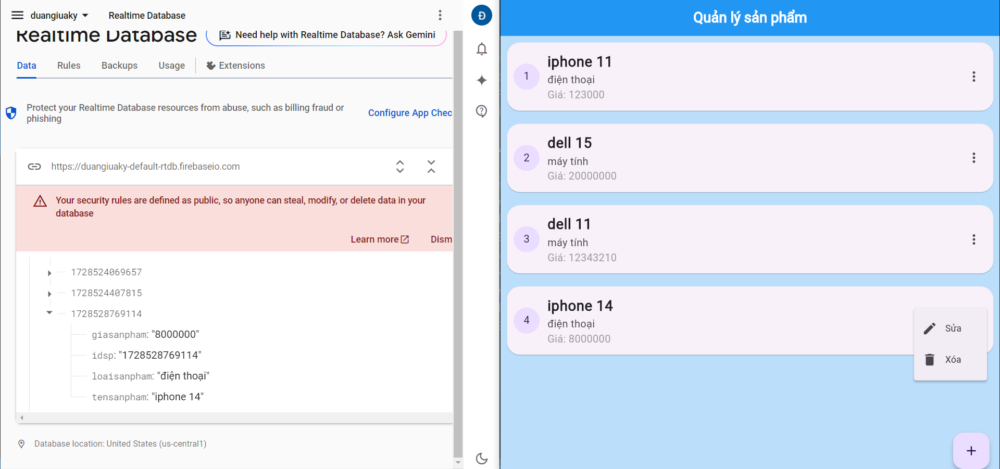 duangiuaky
Realtime Database
Realtime Database
Need help with Realtime Database? Ask Gemini
Data
Rules
Backups
Usage
Extensions
Protect your Realtime Database resources from abuse, such as billing fraud or
phishing
Configure App Chec
https://duangiuaky-default-rtdb.firebaseio.com
Your security rules are defined as public, so anyone can steal, modify, or delete data in your
database
Learn more
Dism
1728524069657
1728524407815
1728528769114
giasanpham: "8000000"
idsp: "1728528769114"
loaisanpham: "điện thoại"
tensanpham: "iphone 14"
Database location: United States (us-central1)
Đ
Quản lý sản phẩm
1
iphone 11
điện thoại
Giá: 123000
2
dell 15
máy tính
Giá: 20000000
3
dell 11
máy tính
Giá: 12343210
4
iphone 14
điện thoại
Giá: 8000000
Sửa
Xóa